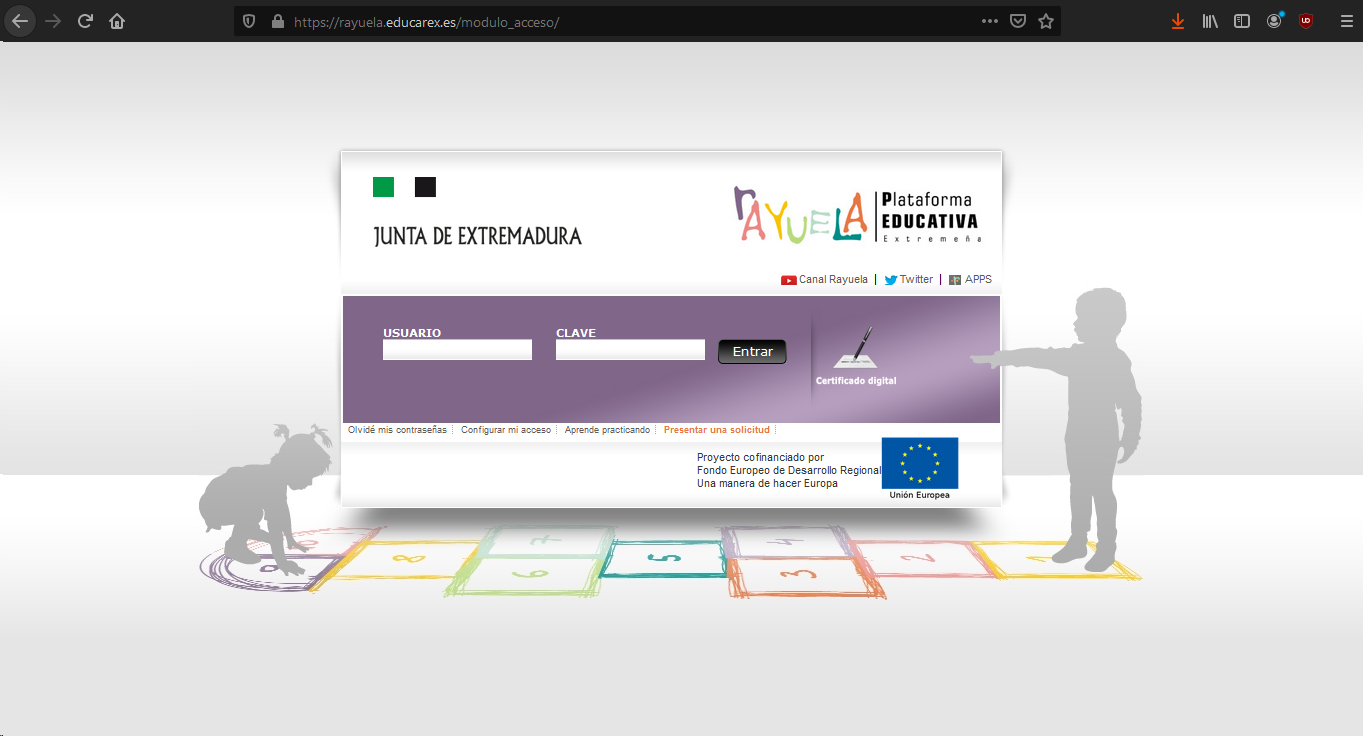 https://rayuela.educarex.es/modulo_acceso/
JUNTA DE EXTREMADURA
rAYUELA
Plataforma
EDUCATIVA
Extremeña
Canal Rayuela
Twitter
APPS
USUARIO
CLAVE
Entrar
Certificado digital
Olvidé mis contraseñas
Configurar mi acceso
Aprende practicando
Presentar una solicitud
Proyecto cofinanciado por
Fondo Europeo de Desarrollo Regional
Una manera de hacer Europa
Unión Europea
8
7
6
5
4
3
2
1